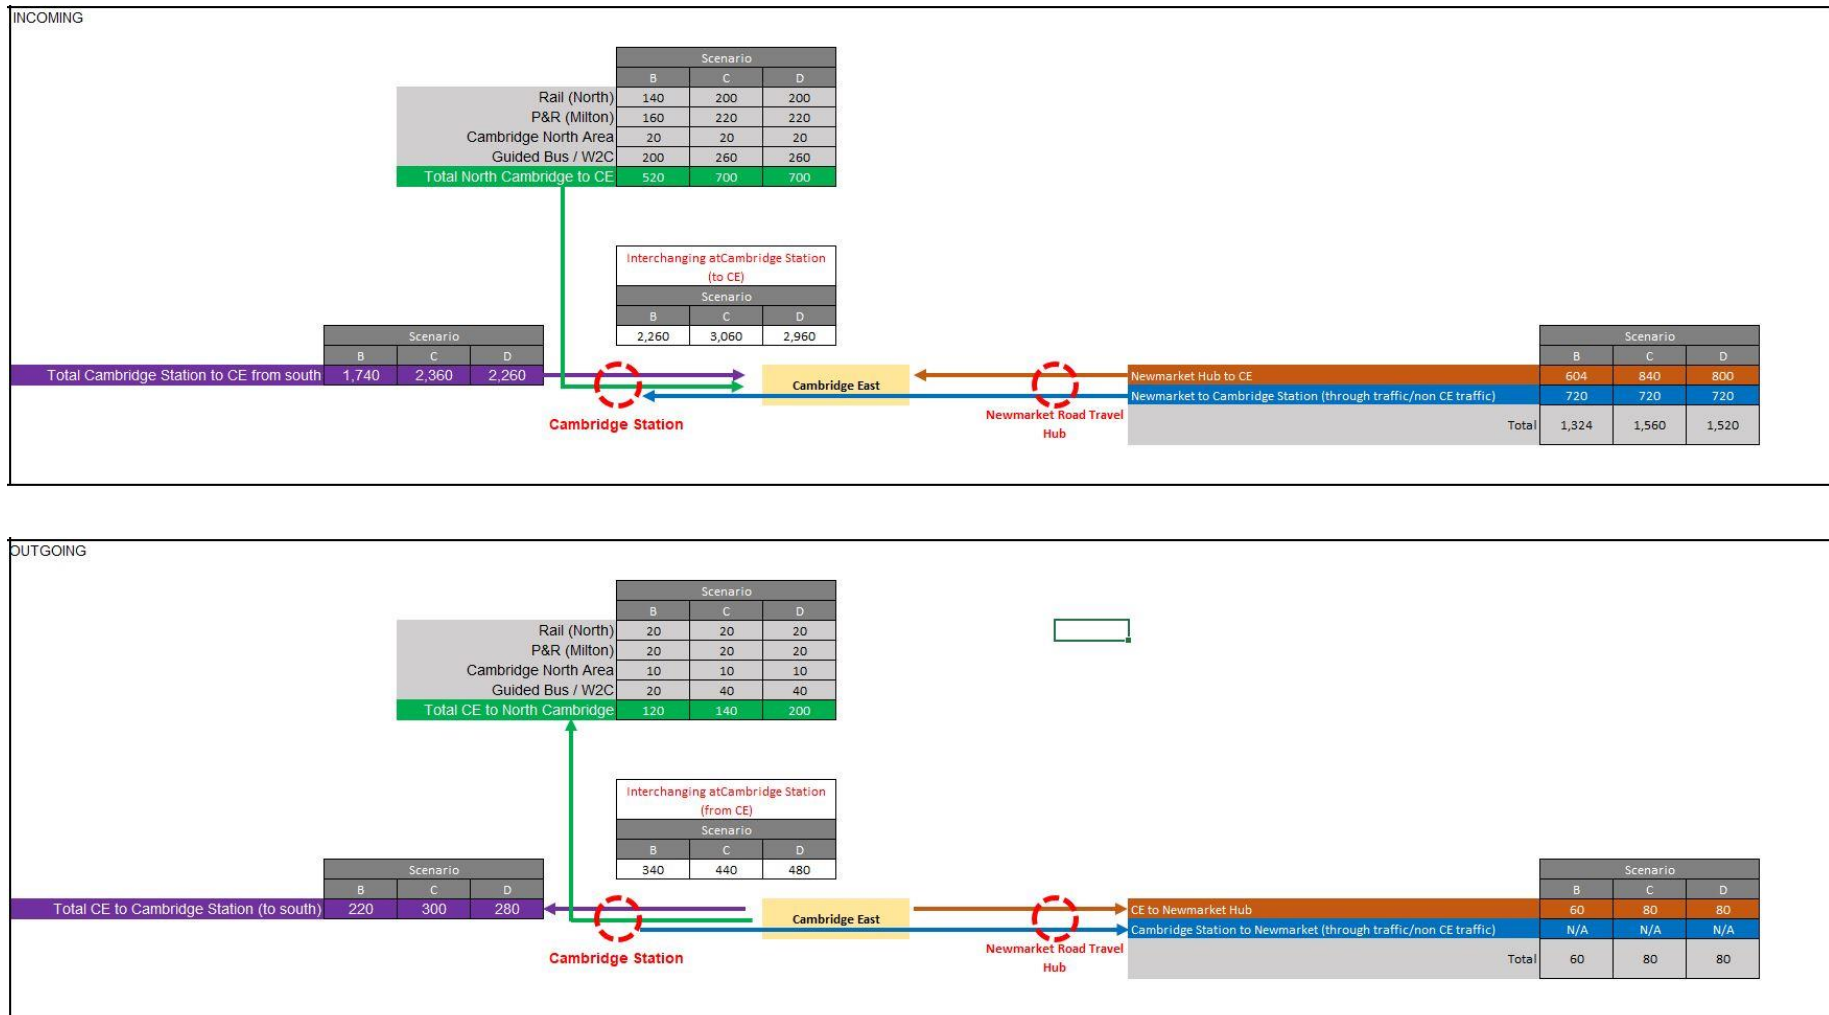 INCOMING
Scenario
B C D
Rail (North) 140 200 200
P&R (Milton) 160 220 220
Cambridge North Area 20 20 20
Guided Bus / W2C 200 260 260
Total North Cambridge to CE 520 700 700
Interchanging atCambridge Station
(to CE)
Scenario
B C D
2,260 3,060 2,960
Scenario
B C D
Total Cambridge Station to CE from south 1,740 2,360 2,260
Cambridge Station
Cambridge East
Newmarket Road Travel
Hub
Scenario
B C D
Newmarket Hub to CE 604 840 800
Newmarket to Cambridge Station (through traffic/non CE traffic) 720 720 720
Total 1,324 1,560 1,520
OUTGOING
Scenario
B C D
Rail (North) 20 20 20
P&R (Milton) 20 20 20
Cambridge North Area 10 10 10
Guided Bus / W2C 20 40 40
Total CE to North Cambridge 120 140 200
Interchanging atCambridge Station
(from CE)
Scenario
B C D
340 440 480
Scenario
B C D
Total CE to Cambridge Station (to south) 220 300 280
Cambridge Station
Cambridge East
Newmarket Road Travel
Hub
Scenario
B C D
CE to Newmarket Hub 60 80 80
Cambridge Station to Newmarket (through traffic/non CE traffic) N/A N/A N/A
Total 60 80 80